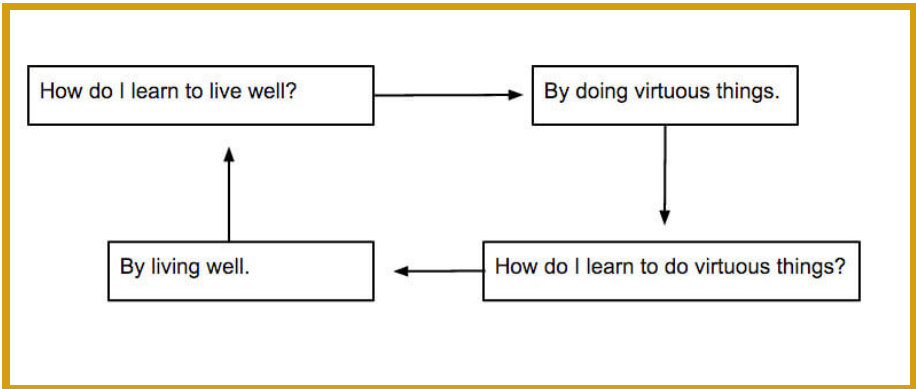 How do I learn to live well?
By doing virtuous things.
How do I learn to do virtuous things?
By living well.